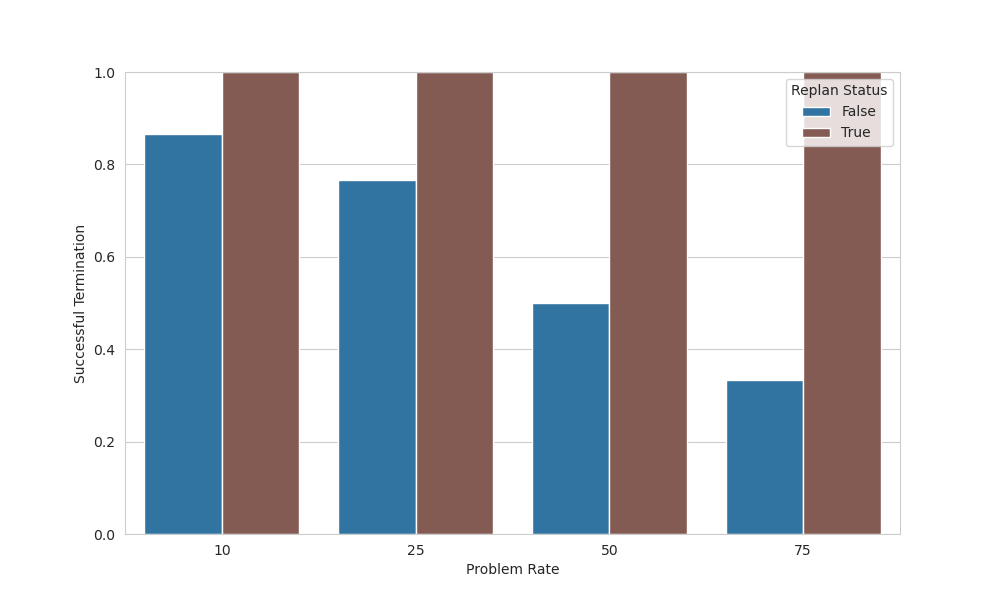 1.0
0.8
0.6
0.4
0.2
0.0
Successful Termination
Replan Status
False
True
10 25 50 75
Problem Rate